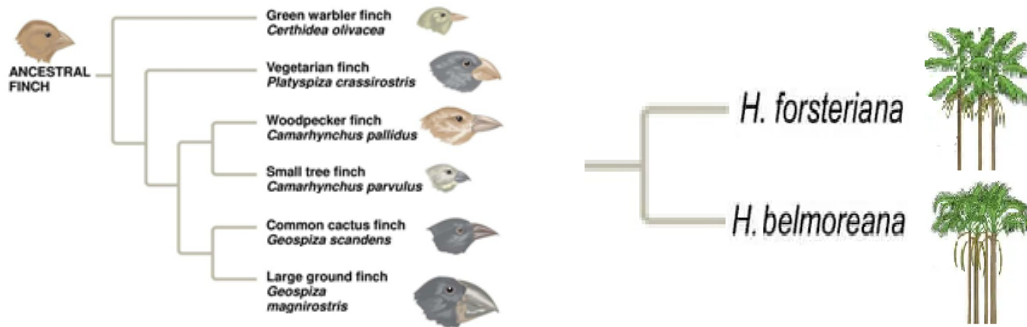 Green warbler finch
Certhidea olivacea
ANCESTRAL
FINCH
Vegetarian finch
Platyspiza crassirostris
Woodpecker finch
Camarhynchus pallidus
Small tree finch
Camarhynchus parvulus
Common cactus finch
Geospiza scandens
Large ground finch
Geospiza
magnirostris
H. forsteriana
H. belmoreana